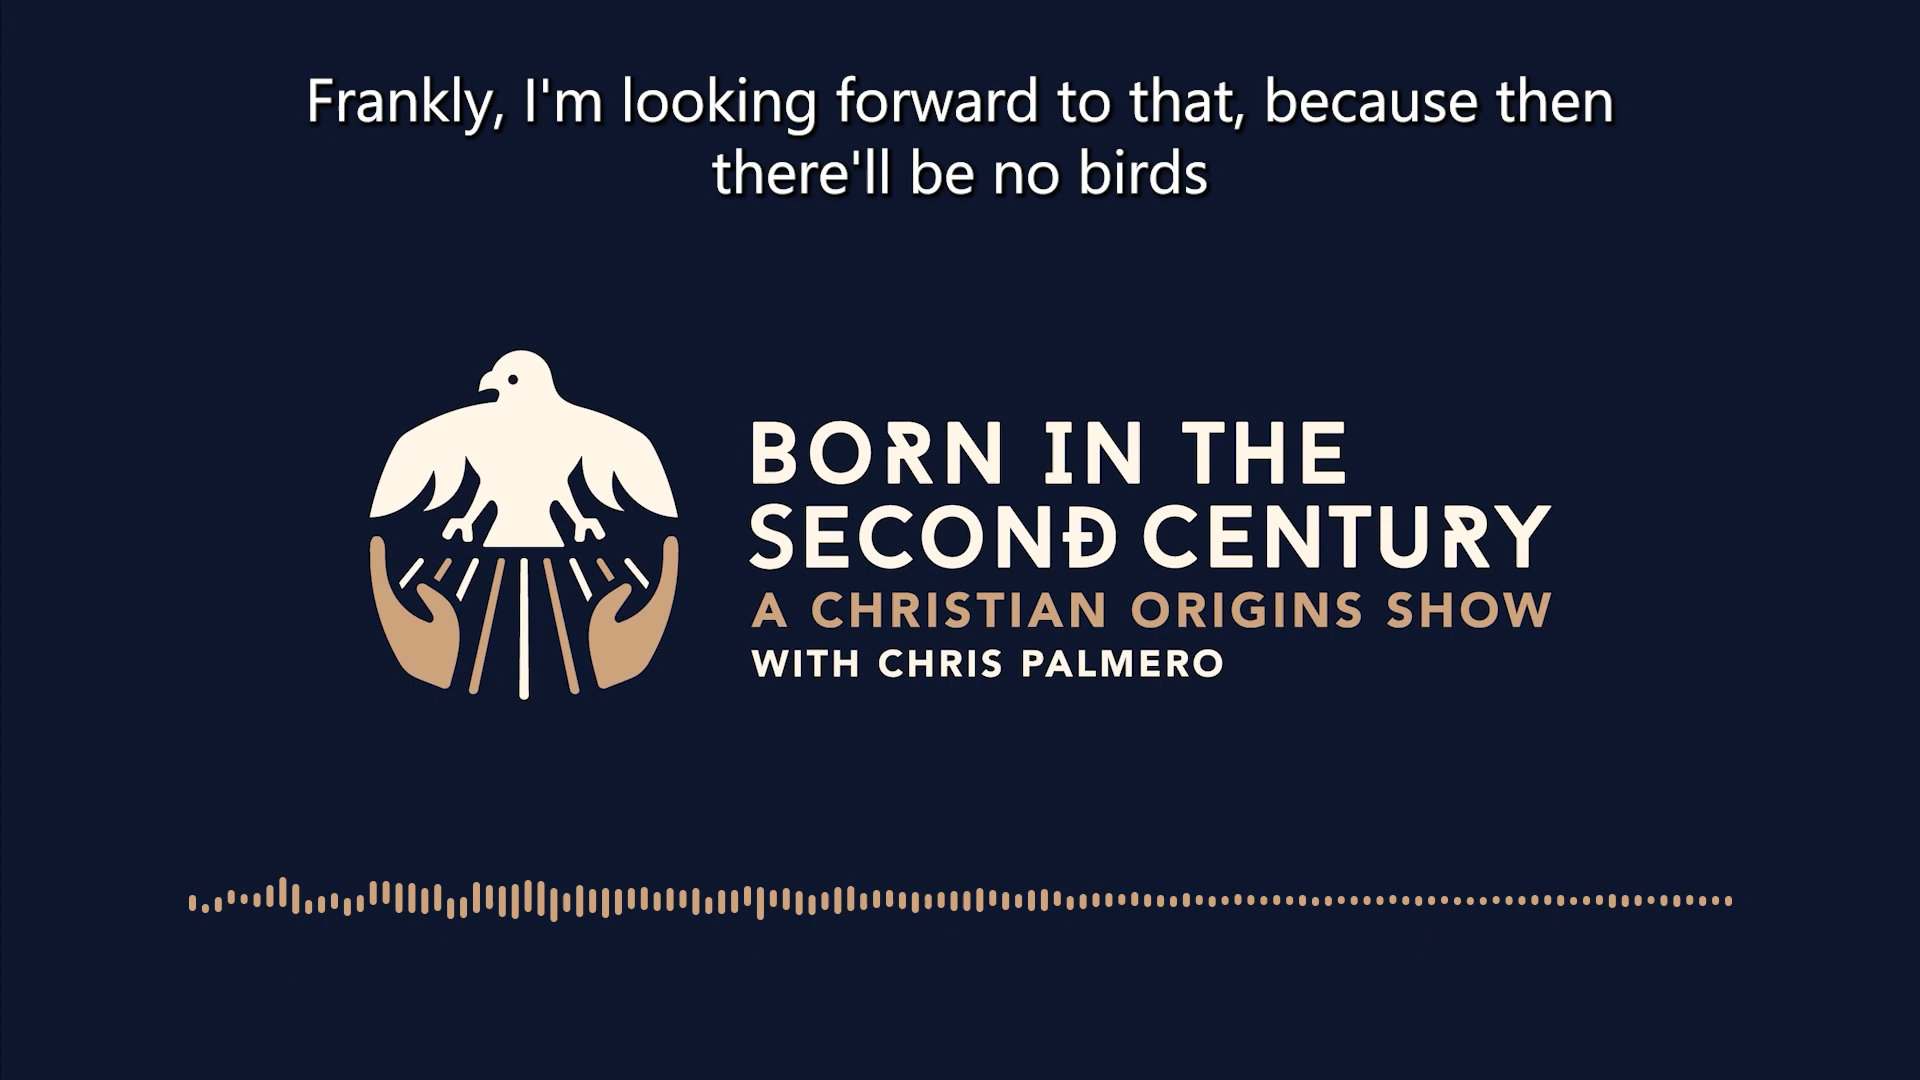 Frankly, I'm looking forward to that, because then
there'll be no birds
BORN IN THE
SECOND CENTURY
A CHRISTIAN ORIGINS SHOW
WITH CHRIS PALMERO